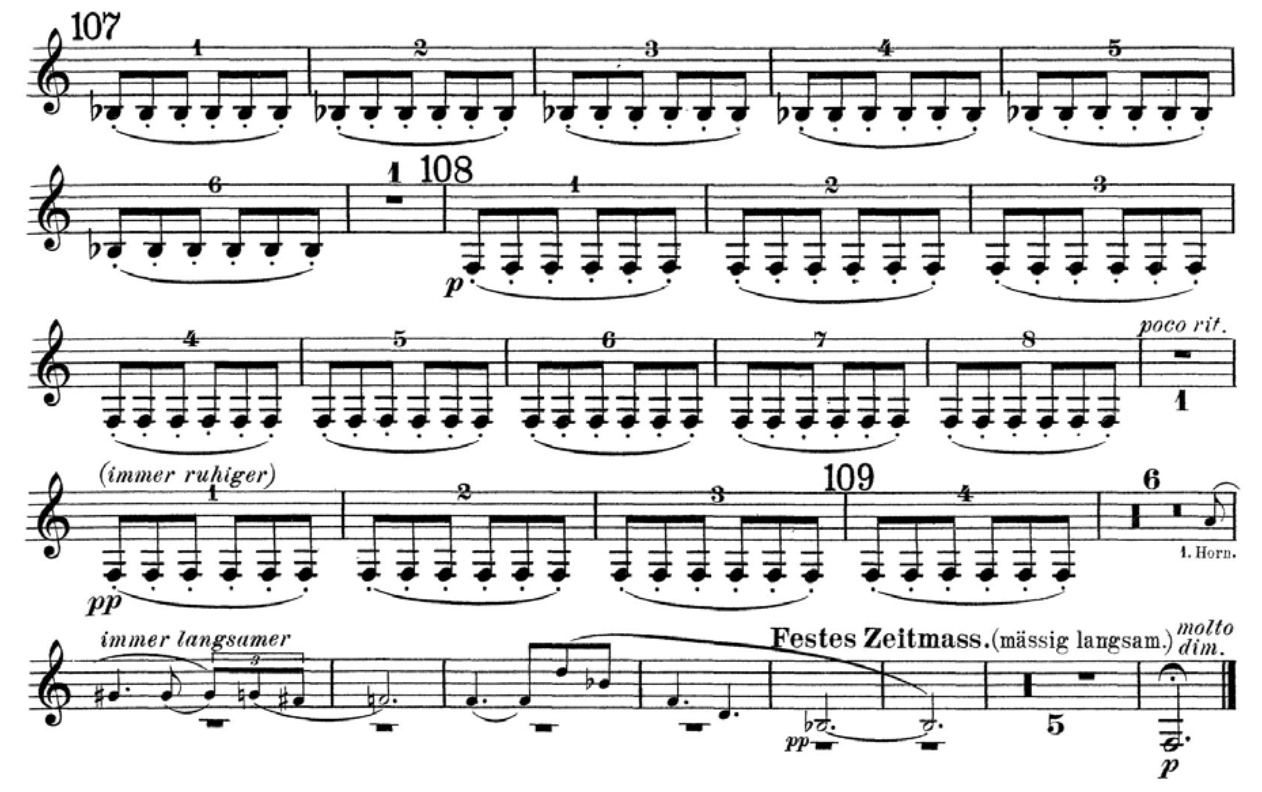 107 1 2 3 4 5
6 1 108 1 2 3
p
4 5 6 7 8 poco rit.
1
(immer ruhiger) 1 2 3 109 4 6
1. Horn.
pp
immer langsamer 3 Festes Zeitmass. (mässig langsam.) molto dim.
pp 5
p